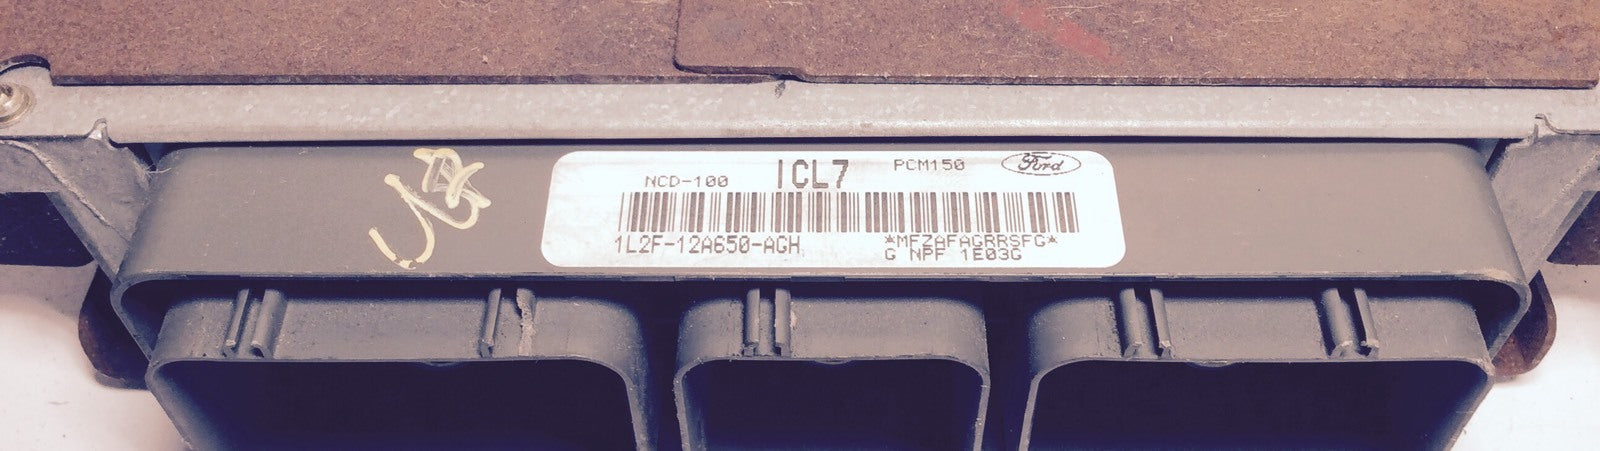 NCD-100 ICL7 PCM150 Ford
1L2F-12A650-AGH *MFZAFAGRRSFG*
G NPF 1E03G